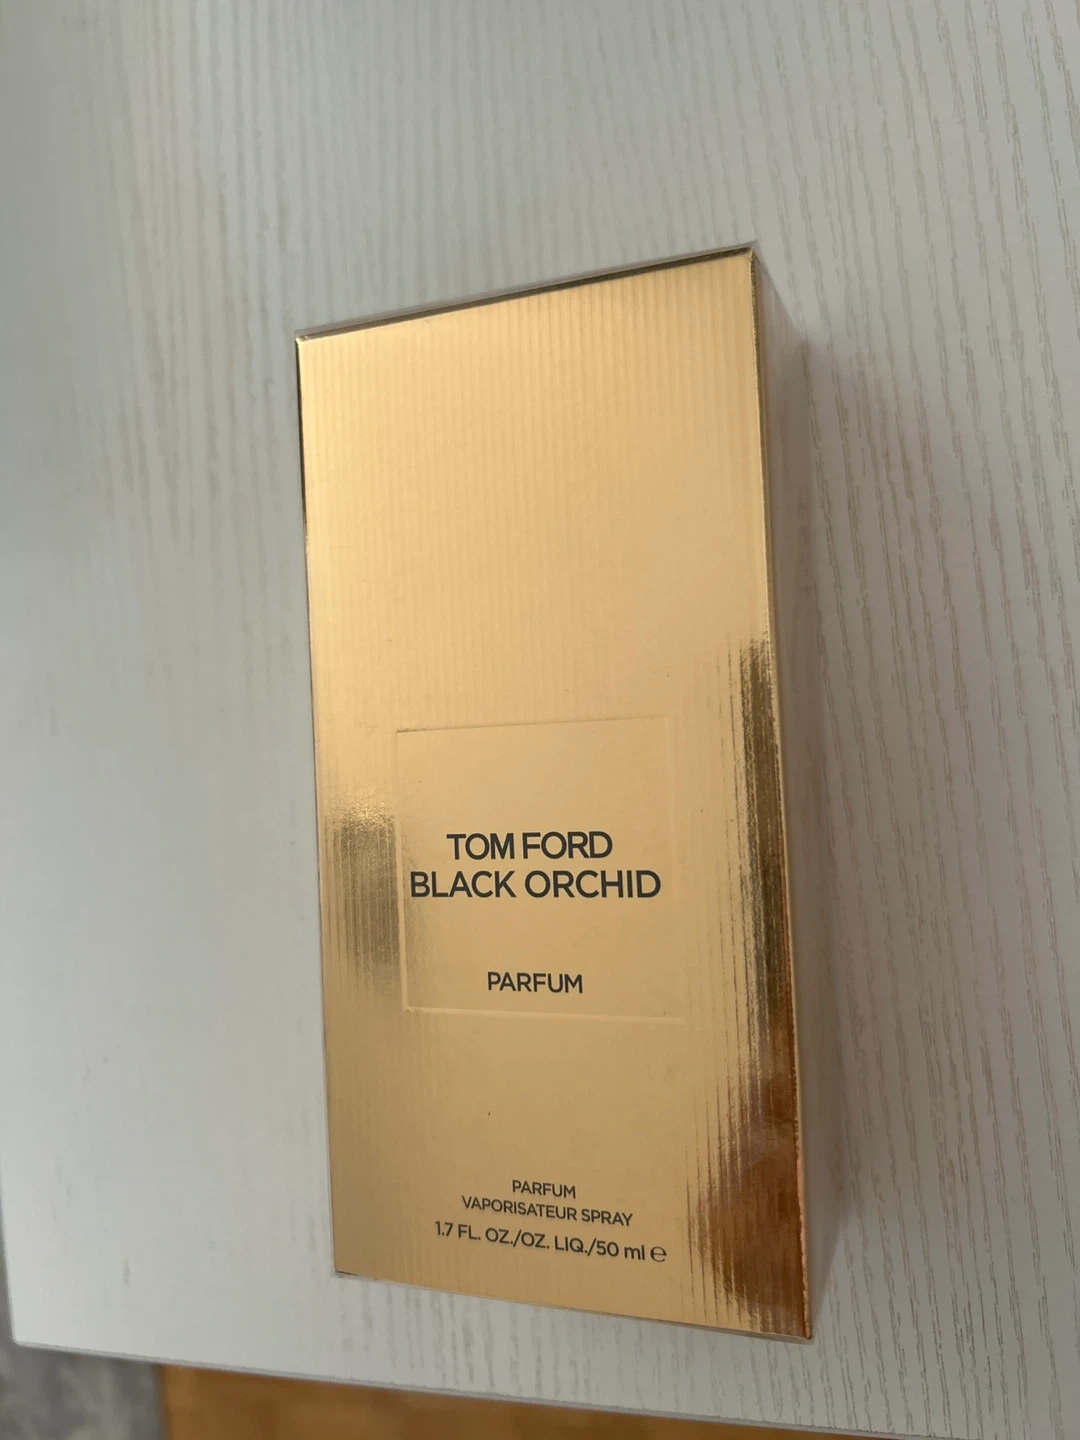 TOM FORD
BLACK ORCHID
PARFUM
PARFUM
VAPORISATEUR SPRAY
1.7 FL. OZ./OZ. LIQ./50 ml ℮